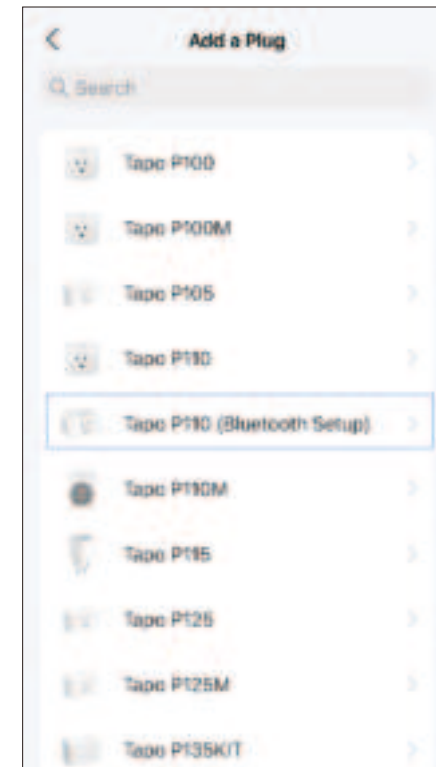 Add a Plug
Search
Tapo P100
Tapo P100M
Tapo P105
Tapo P110
Tapo P110 (Bluetooth Setup)
Tapo P110M
Tapo P115
Tapo P125
Tapo P125M
Tapo P135KIT